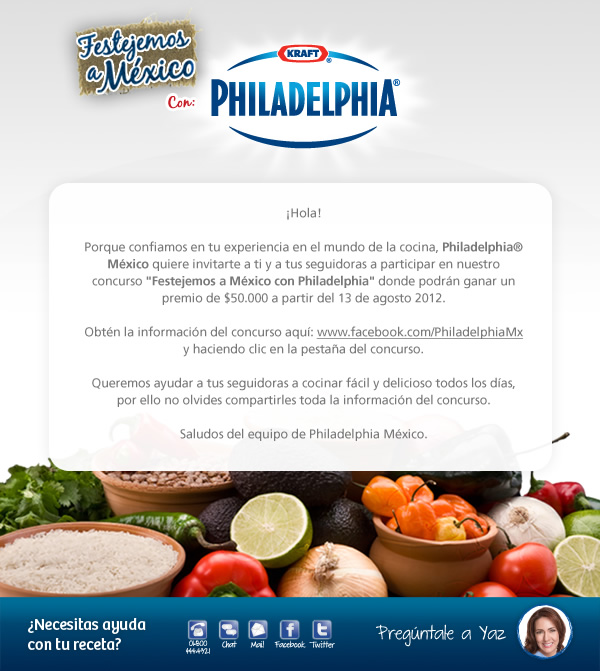 Festejemos
a México
Con:
KRAFT®
PHILADELPHIA®
¡Hola!
Porque confiamos en tu experiencia en el mundo de la cocina, Philadelphia®
México quiere invitarte a ti y a tus seguidoras a participar en nuestro
concurso "Festejemos a México con Philadelphia" donde podrán ganar un
premio de $50.000 a partir del 13 de agosto 2012.
Obtén la información del concurso aquí: www.facebook.com/PhiladelphiaMx
y haciendo clic en la pestaña del concurso.
Queremos ayudar a tus seguidoras a cocinar fácil y delicioso todos los días,
por ello no olvides compartirles toda la información del concurso.
Saludos del equipo de Philadelphia México.
¿Necesitas ayuda
con tu receta?
01800
Chat
Mail
Facebook
Twitter
Pregúntale a Yaz